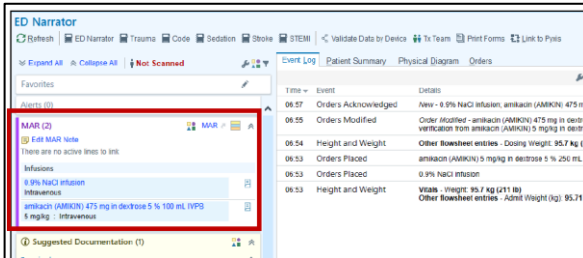 ED Narrator
Refresh ED Narrator Trauma Code Sedation Stroke STEMI Validate Data by Device Tx Team Print Forms Link to Pyxis
Expand All Collapse All Not Scanned
Favorites
Alerts (0)
MAR (2) MAR
Edit MAR Note
There are no active lines to link
Infusions
0.9% NaCl infusion
Intravenous
amikacin (AMIKIN) 475 mg in dextrose 5 % 100 mL IVPB
5 mg/kg : Intravenous
Suggested Documentation (1)
Event Log Patient Summary Physical Diagram Orders
Time Event Details
06:57 Orders Acknowledged New - 0.9% NaCl infusion; amikacin (AMIKIN) 475 m
06:55 Orders Modified Order Modified - amikacin (AMIKIN) 475 mg in dextr
verification from amikacin (AMIKIN) 5 mg/kg in dextr
06:54 Height and Weight Other flowsheet entries - Dosing Weight: 95.7 kg (
06:53 Orders Placed amikacin (AMIKIN) 5 mg/kg in dextrose 5 % 250 mL
06:53 Orders Placed 0.9% NaCl infusion
06:53 Height and Weight Vitals - Weight: 95.7 kg (211 lb)
Other flowsheet entries - Admit Weight (kg): 95.71